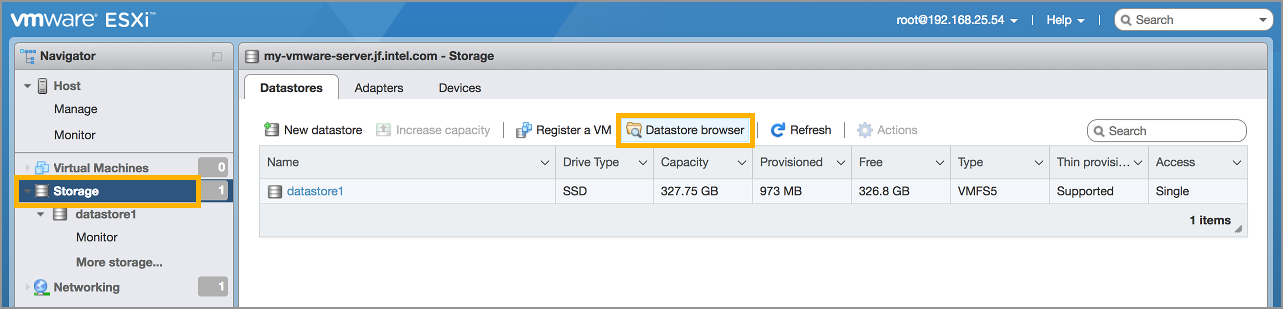 vmware® ESXi™ root@192.168.25.54 Help Search
Navigator
my-vmware-server.jf.intel.com - Storage
Host
Manage
Monitor
Virtual Machines 0
Storage 1
datastore1
Monitor
More storage...
Networking 1
Datastores Adapters Devices
New datastore Increase capacity Register a VM Datastore browser Refresh Actions Search
Name Drive Type Capacity Provisioned Free Type Thin provisi... Access
datastore1 SSD 327.75 GB 973 MB 326.8 GB VMFS5 Supported Single
1 items